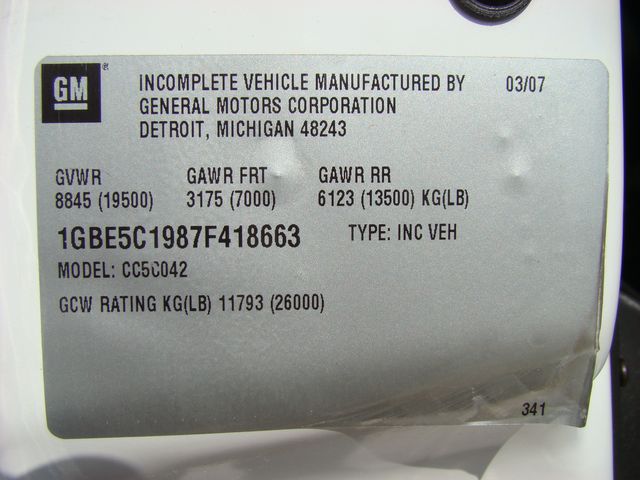 GM ®
INCOMPLETE VEHICLE MANUFACTURED BY 03/07
GENERAL MOTORS CORPORATION
DETROIT, MICHIGAN 48243
GVWR GAWR FRT GAWR RR
8845 (19500) 3175 (7000) 6123 (13500) KG(LB)
1GBE5C1987F418663 TYPE: INC VEH
MODEL: CC5C042
GCW RATING KG(LB) 11793 (26000)
341